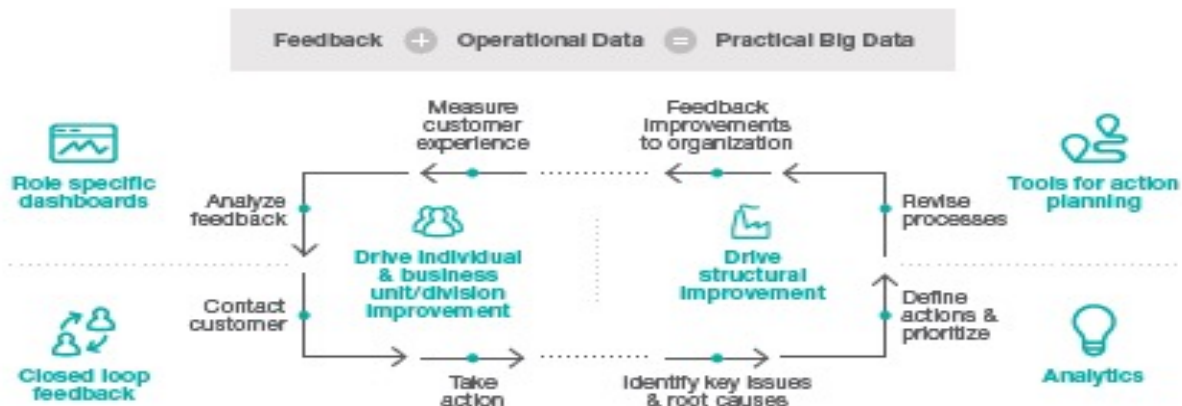 Feedback + Operational Data = Practical Big Data
Measure
customer
experience
Feedback
improvements
to organization
Role specific
dashboards
Analyze
feedback
Drive individual
& business
unit/division
improvement
Drive
structural
improvement
Revise
processes
Tools for action
planning
Contact
customer
Define
actions &
prioritize
Closed loop
feedback
Take
action
Identify key issues
& root causes
Analytics